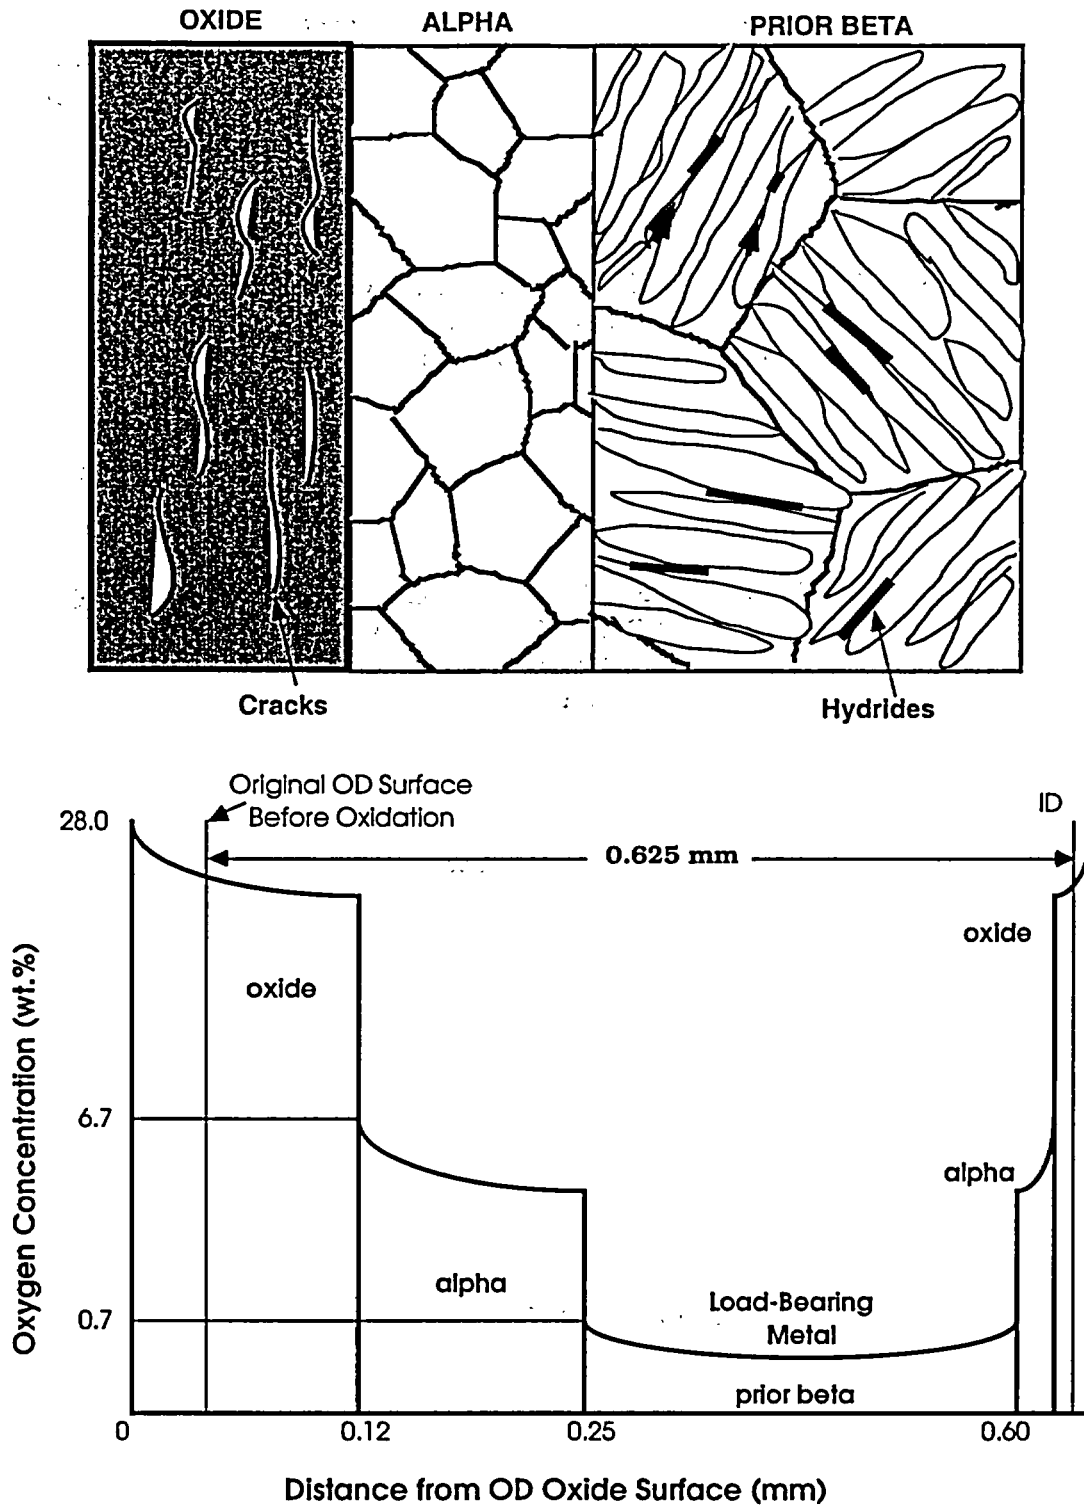 OXIDE
ALPHA
PRIOR BETA
Cracks
Hydrides
Original OD Surface
Before Oxidation
ID
28.0
0.625 mm
oxide
oxide
6.7
alpha
alpha
Load-Bearing
Metal
0.7
prior beta
0
0.12
0.25
0.60
Oxygen Concentration (wt.%)
Distance from OD Oxide Surface (mm)